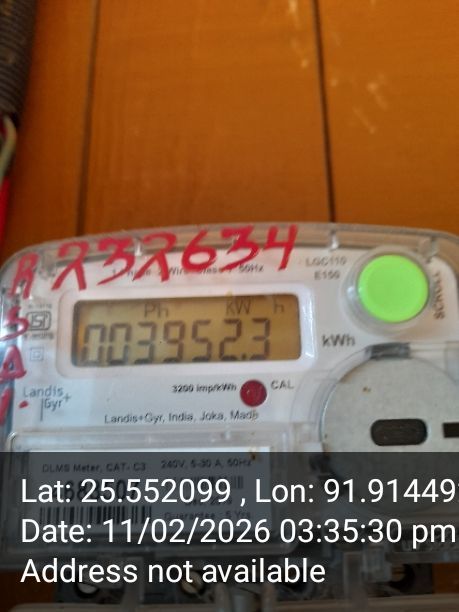 232634
LGC110
E150
1 Phase 2 Wire Class 1 50Hz
Ph KW h
003952.3
kWh
3200 imp/kWh CAL
Landis
Gyr+
Landis+Gyr, India, Joka, Made
DLMS Meter, CAT- C3 240V, 5-30 A, 50Hz
Guarantee : 5 Yrs
Lat: 25.552099 , Lon: 91.91449
Date: 11/02/2026 03:35:30 pm
Address not available